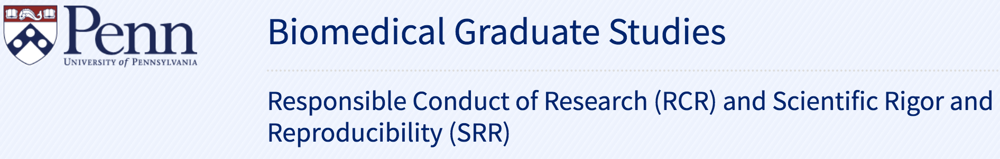 Penn
UNIVERSITY of PENNSYLVANIA
Biomedical Graduate Studies
Responsible Conduct of Research (RCR) and Scientific Rigor and
Reproducibility (SRR)